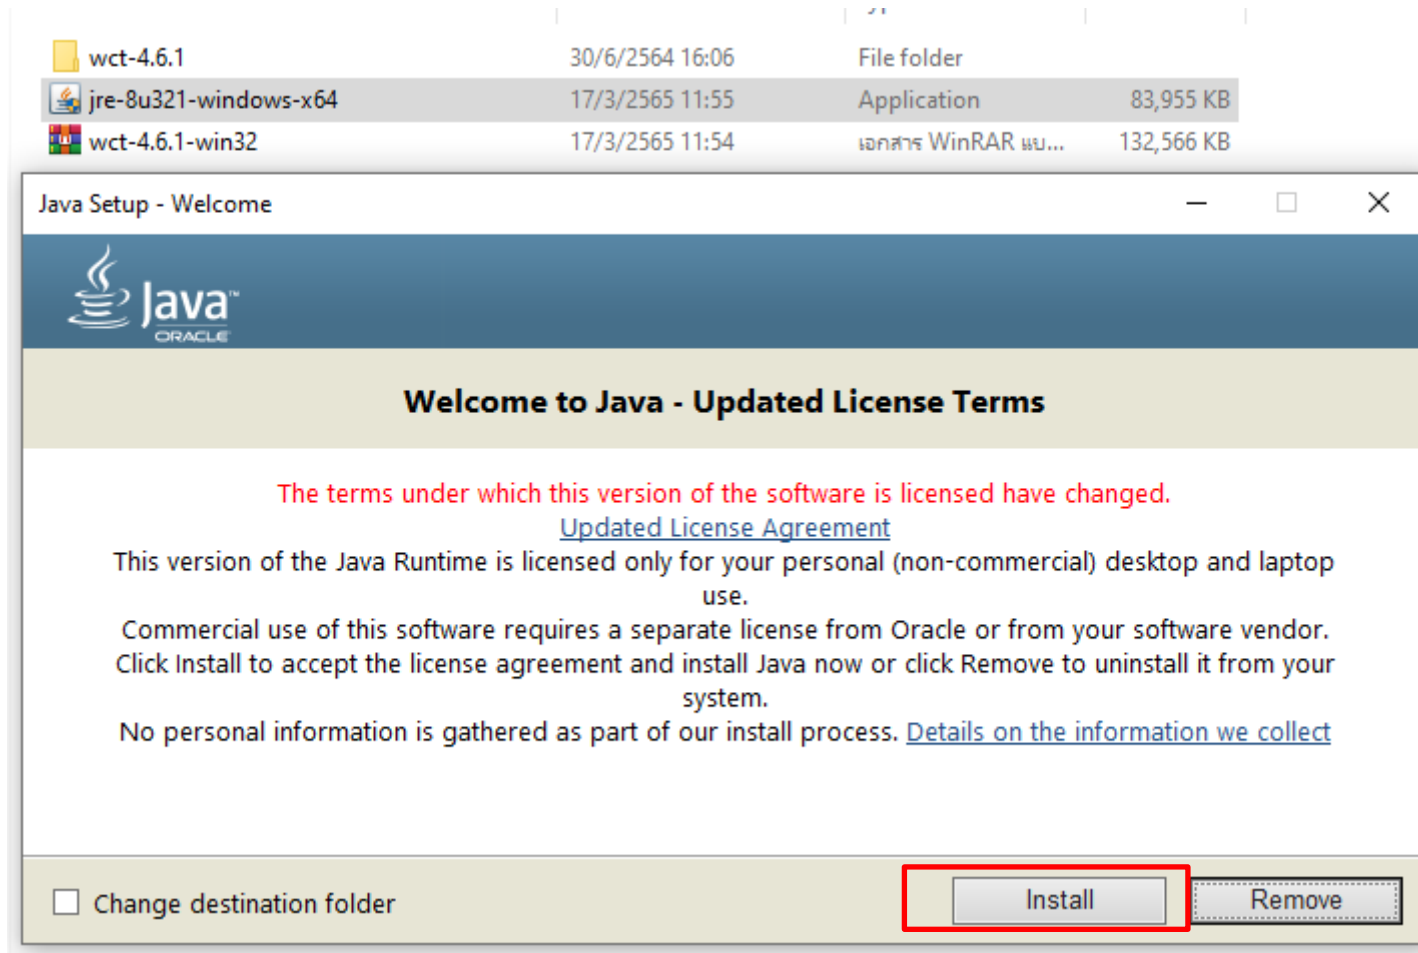 wct-4.6.1 30/6/2564 16:06 File folder
jre-8u321-windows-x64 17/3/2565 11:55 Application 83,955 KB
wct-4.6.1-win32 17/3/2565 11:54 เอกสาร WinRAR แบ... 132,566 KB
Java Setup - Welcome
Java™
ORACLE
Welcome to Java - Updated License Terms
The terms under which this version of the software is licensed have changed.
Updated License Agreement
This version of the Java Runtime is licensed only for your personal (non-commercial) desktop and laptop
use.
Commercial use of this software requires a separate license from Oracle or from your software vendor.
Click Install to accept the license agreement and install Java now or click Remove to uninstall it from your
system.
No personal information is gathered as part of our install process. Details on the information we collect
Change destination folder
Install
Remove